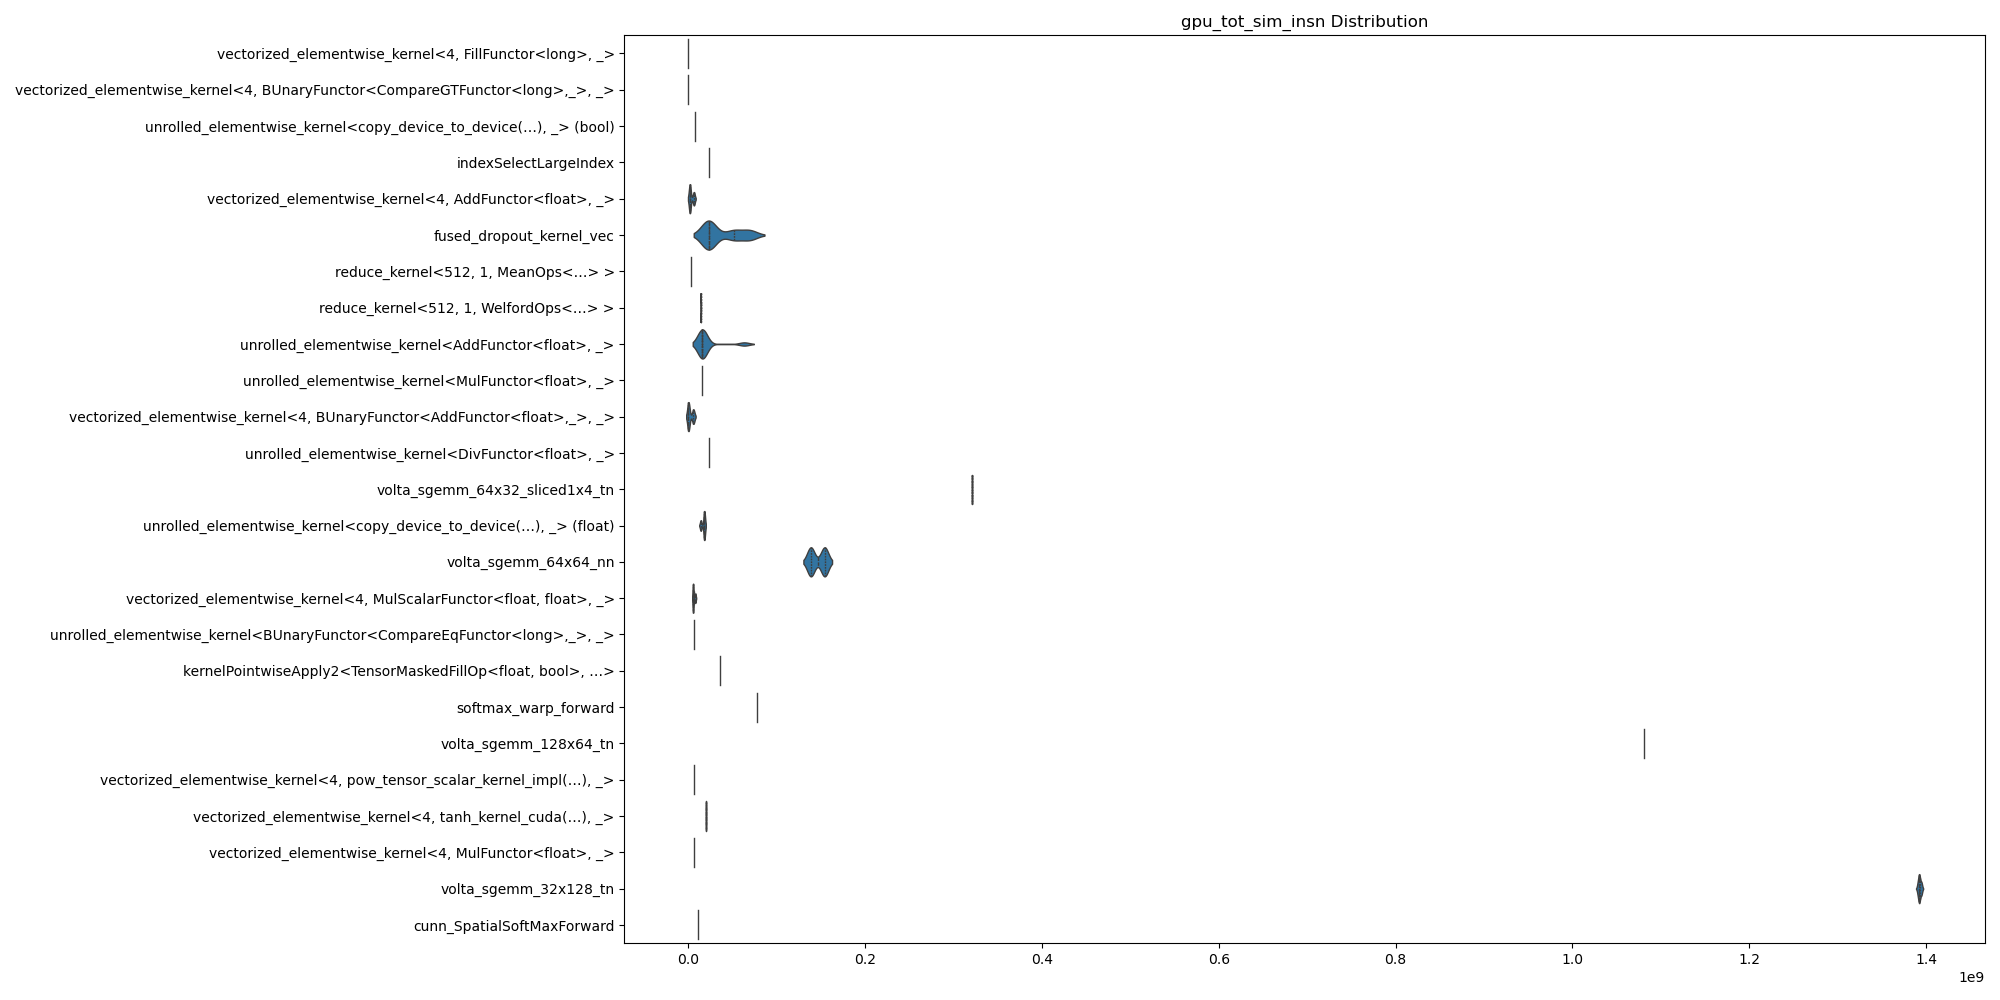 gpu_tot_sim_insn Distribution
vectorized_elementwise_kernel<4, FillFunctor<long>, _>
vectorized_elementwise_kernel<4, BUnaryFunctor<CompareGTFunctor<long>,_>, _>
unrolled_elementwise_kernel<copy_device_to_device(...), _> (bool)
indexSelectLargeIndex
vectorized_elementwise_kernel<4, AddFunctor<float>, _>
fused_dropout_kernel_vec
reduce_kernel<512, 1, MeanOps<...> >
reduce_kernel<512, 1, WelfordOps<...> >
unrolled_elementwise_kernel<AddFunctor<float>, _>
unrolled_elementwise_kernel<MulFunctor<float>, _>
vectorized_elementwise_kernel<4, BUnaryFunctor<AddFunctor<float>,_>, _>
unrolled_elementwise_kernel<DivFunctor<float>, _>
volta_sgemm_64x32_sliced1x4_tn
unrolled_elementwise_kernel<copy_device_to_device(...), _> (float)
volta_sgemm_64x64_nn
vectorized_elementwise_kernel<4, MulScalarFunctor<float, float>, _>
unrolled_elementwise_kernel<BUnaryFunctor<CompareEqFunctor<long>,_>, _>
kernelPointwiseApply2<TensorMaskedFillOp<float, bool>, ...>
softmax_warp_forward
volta_sgemm_128x64_tn
vectorized_elementwise_kernel<4, pow_tensor_scalar_kernel_impl(...), _>
vectorized_elementwise_kernel<4, tanh_kernel_cuda(...), _>
vectorized_elementwise_kernel<4, MulFunctor<float>, _>
volta_sgemm_32x128_tn
cunn_SpatialSoftMaxForward
0.0 0.2 0.4 0.6 0.8 1.0 1.2 1.4
1e9